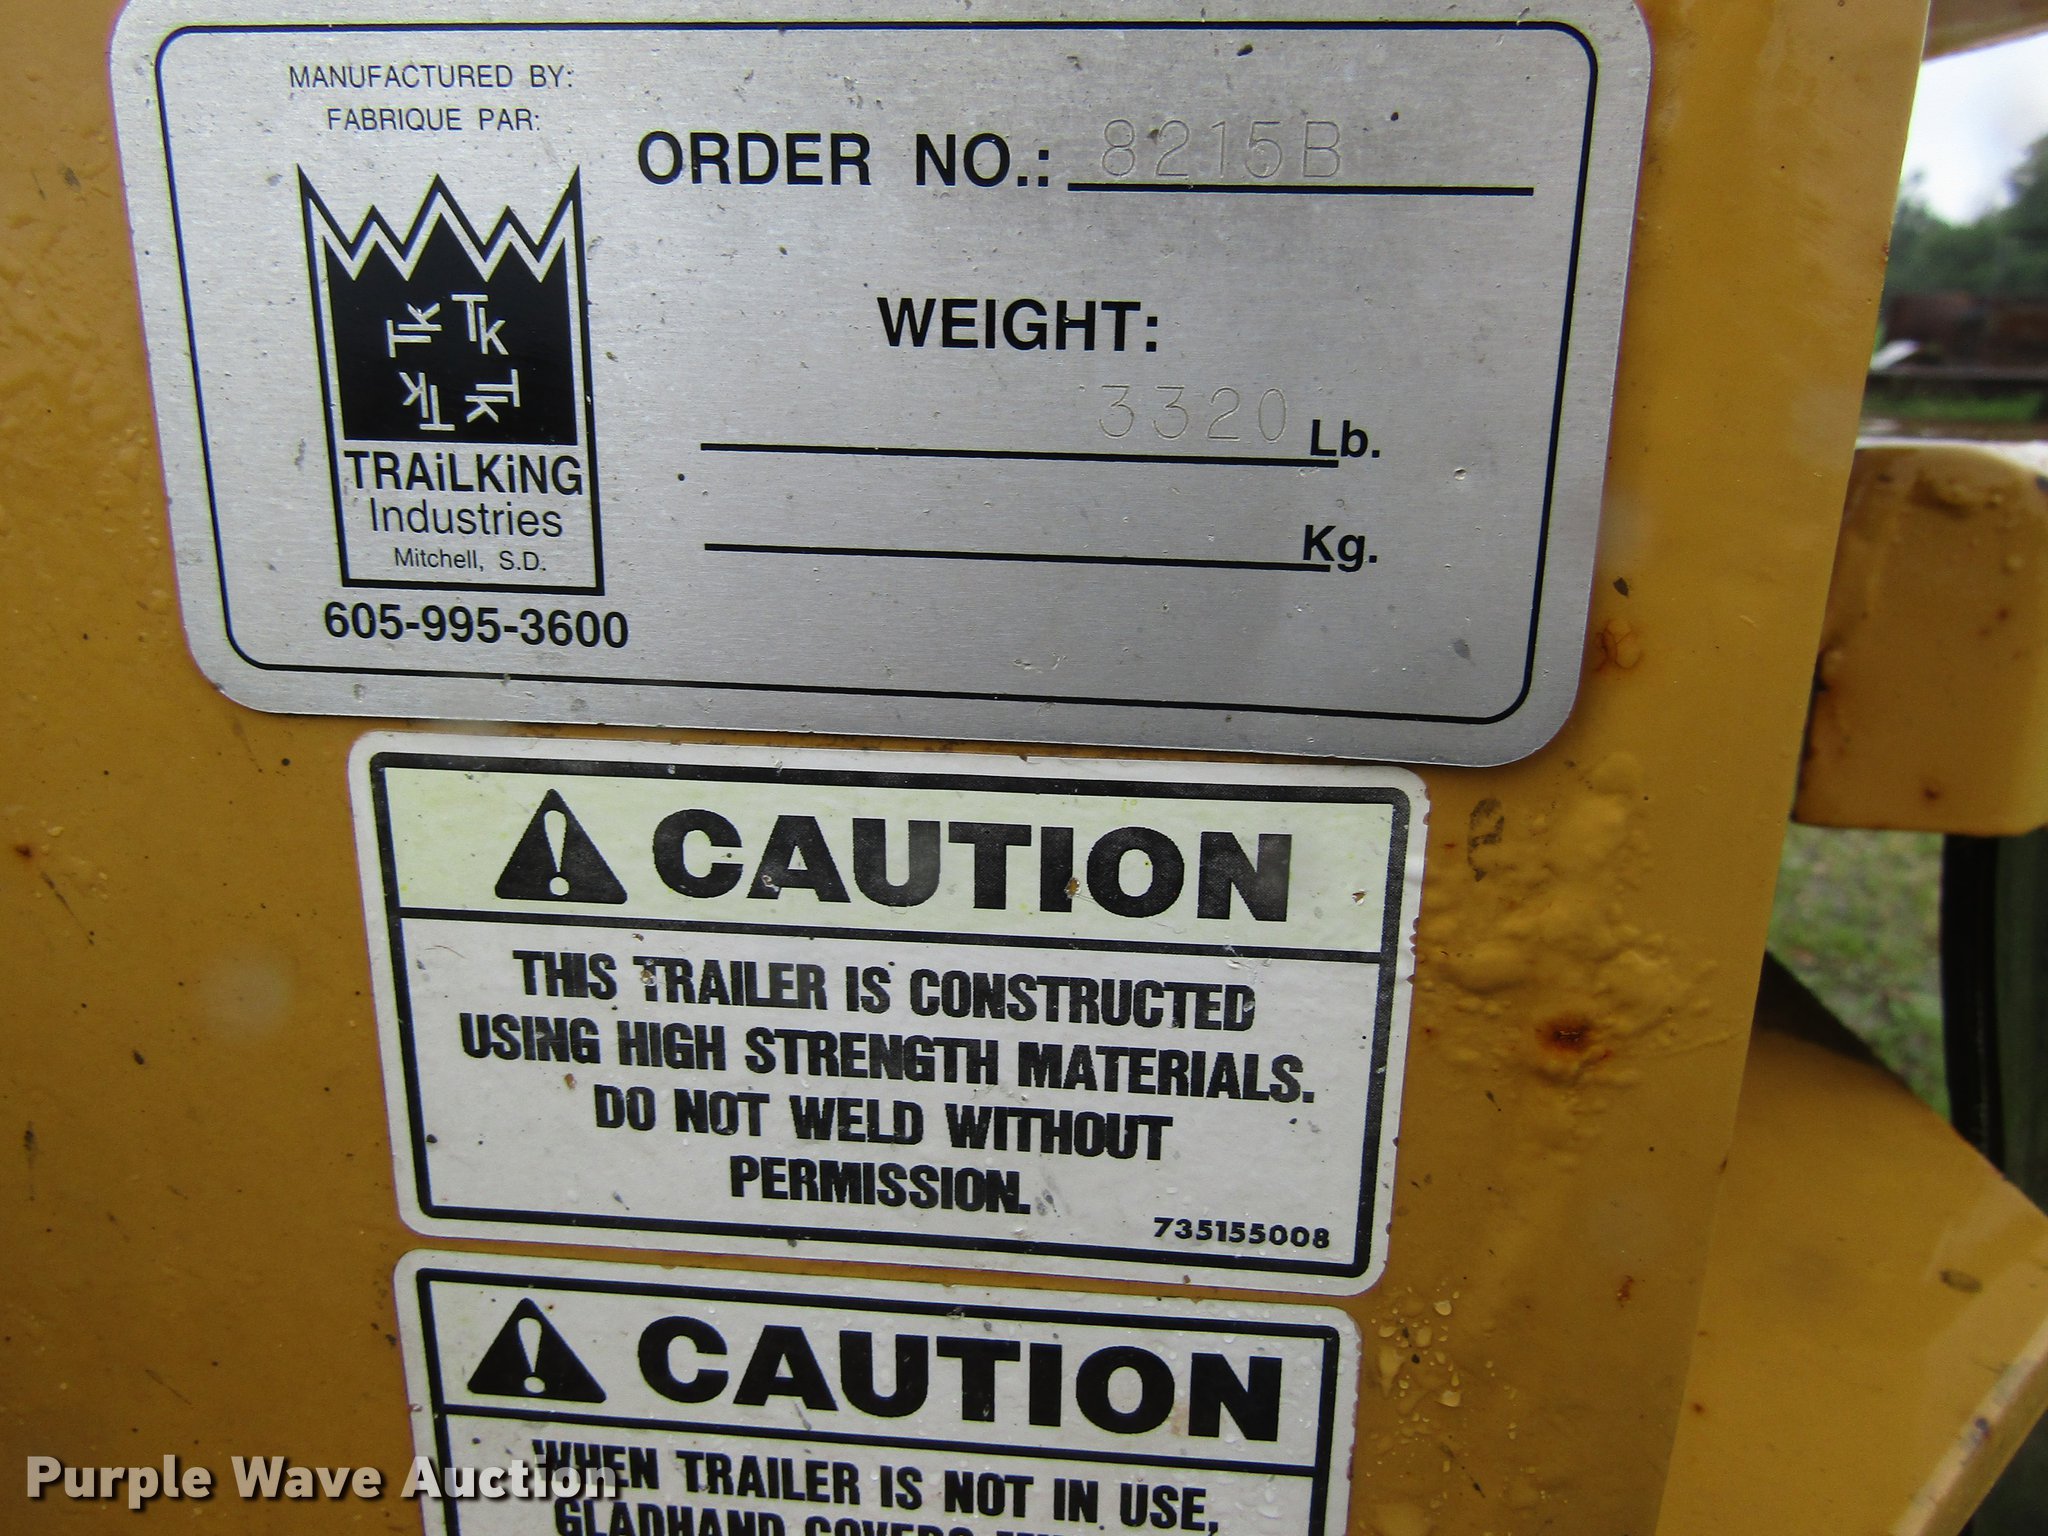 MANUFACTURED BY:
FABRIQUE PAR:
ORDER NO.: 8215B
WEIGHT:
3320 Lb.
Kg.
TK TK
TK TK
TRAiLKiNG
Industries
Mitchell, S.D.
605-995-3600
CAUTION
THIS TRAILER IS CONSTRUCTED
USING HIGH STRENGTH MATERIALS.
DO NOT WELD WITHOUT
PERMISSION.
735155008
CAUTION
WHEN TRAILER IS NOT IN USE,
GLADHAND COVERS
Purple Wave Auction